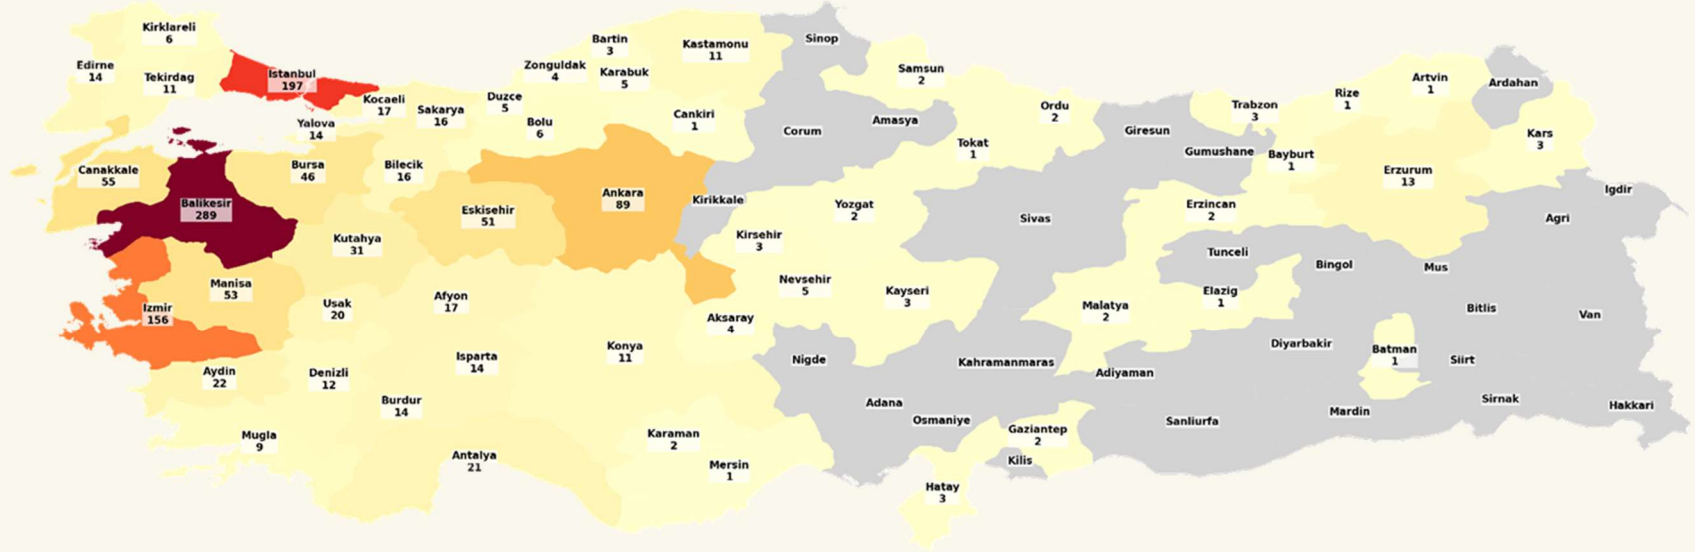 Kirklareli
6
Edirne
14
Tekirdag
11
Istanbul
197
Kocaeli
17
Yalova
14
Sakarya
16
Duzce
5
Zonguldak
4
Bartin
3
Karabuk
5
Kastamonu
11
Bolu
6
Cankiri
1
Sinop
Samsun
2
Corum
Amasya
Tokat
1
Ordu
2
Giresun
Gumushane
Trabzon
3
Bayburt
1
Rize
1
Artvin
1
Ardahan
Kars
3
Erzurum
13
Igdir
Agri
Canakkale
55
Balikesir
289
Bursa
46
Bilecik
16
Kutahya
31
Eskisehir
51
Ankara
89
Kirikkale
Kirsehir
3
Yozgat
2
Sivas
Erzincan
2
Tunceli
Bingol
Mus
Bitlis
Van
Izmir
156
Manisa
53
Usak
20
Afyon
17
Aksaray
4
Nevsehir
5
Kayseri
3
Malatya
2
Elazig
1
Diyarbakir
Batman
1
Siirt
Sirnak
Hakkari
Aydin
22
Denizli
12
Isparta
14
Burdur
14
Konya
11
Nigde
Kahramanmaras
Adiyaman
Adana
Osmaniye
Sanliurfa
Mardin
Mugla
9
Antalya
21
Karaman
2
Mersin
1
Gaziantep
2
Kilis
Hatay
3